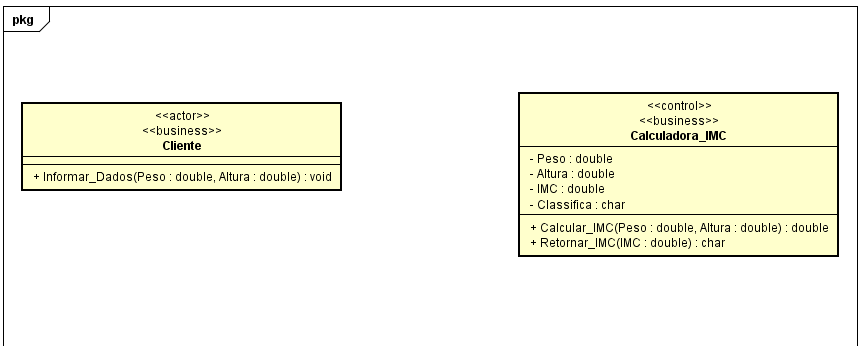 pkg
<<actor>>
<<business>>
Cliente
+ Informar_Dados(Peso : double, Altura : double) : void
<<control>>
<<business>>
Calculadora_IMC
- Peso : double
- Altura : double
- IMC : double
- Classifica : char
+ Calcular_IMC(Peso : double, Altura : double) : double
+ Retornar_IMC(IMC : double) : char